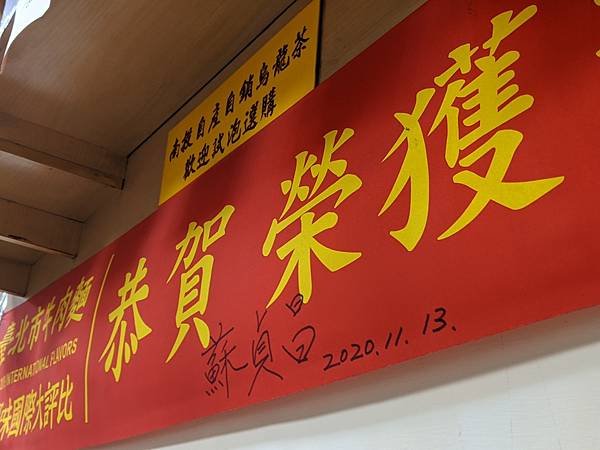 南投自産自銷烏龍茶
歡迎試泡選購
恭賀榮獲
臺北市牛肉麵
INTERNATIONAL FLAVORS
味國際大評比
蘇貞昌 2020.11.13.